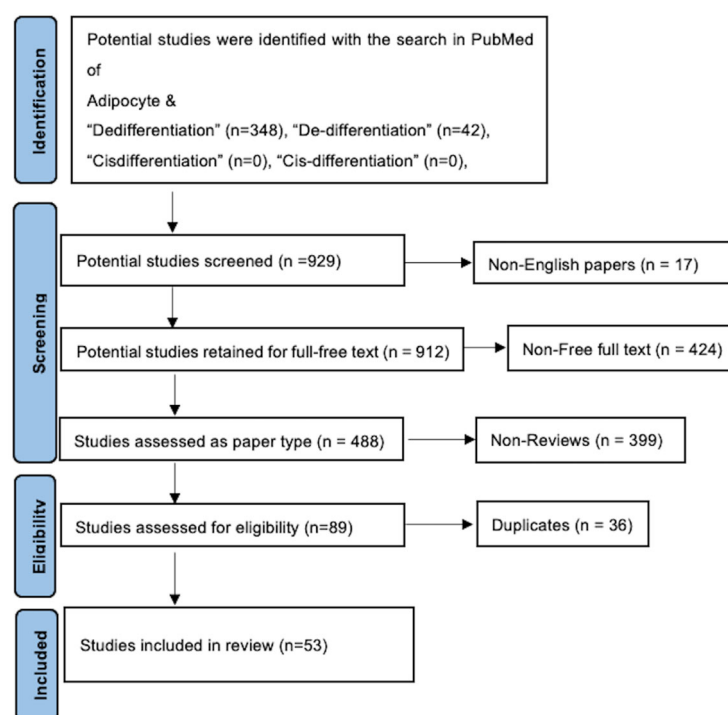 Identification
Potential studies were identified with the search in PubMed
of
Adipocyte &
“Dedifferentiation” (n=348), “De-differentiation” (n=42),
“Cisdifferentiation” (n=0), “Cis-differentiation” (n=0),
Screening
Potential studies screened (n =929)
Non-English papers (n = 17)
Potential studies retained for full-free text (n = 912)
Non-Free full text (n = 424)
Studies assessed as paper type (n = 488)
Non-Reviews (n = 399)
Eligibility
Studies assessed for eligibility (n=89)
Duplicates (n = 36)
Included
Studies included in review (n=53)